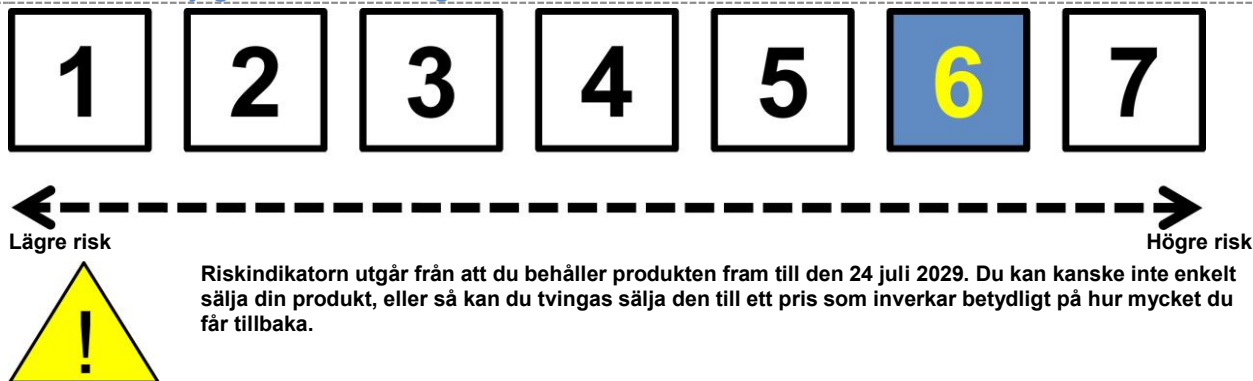 1 2 3 4 5 6 7
Lägre risk Högre risk
Riskindikatorn utgår från att du behåller produkten fram till den 24 juli 2029. Du kan kanske inte enkelt
sälja din produkt, eller så kan du tvingas sälja den till ett pris som inverkar betydligt på hur mycket du
får tillbaka.
!